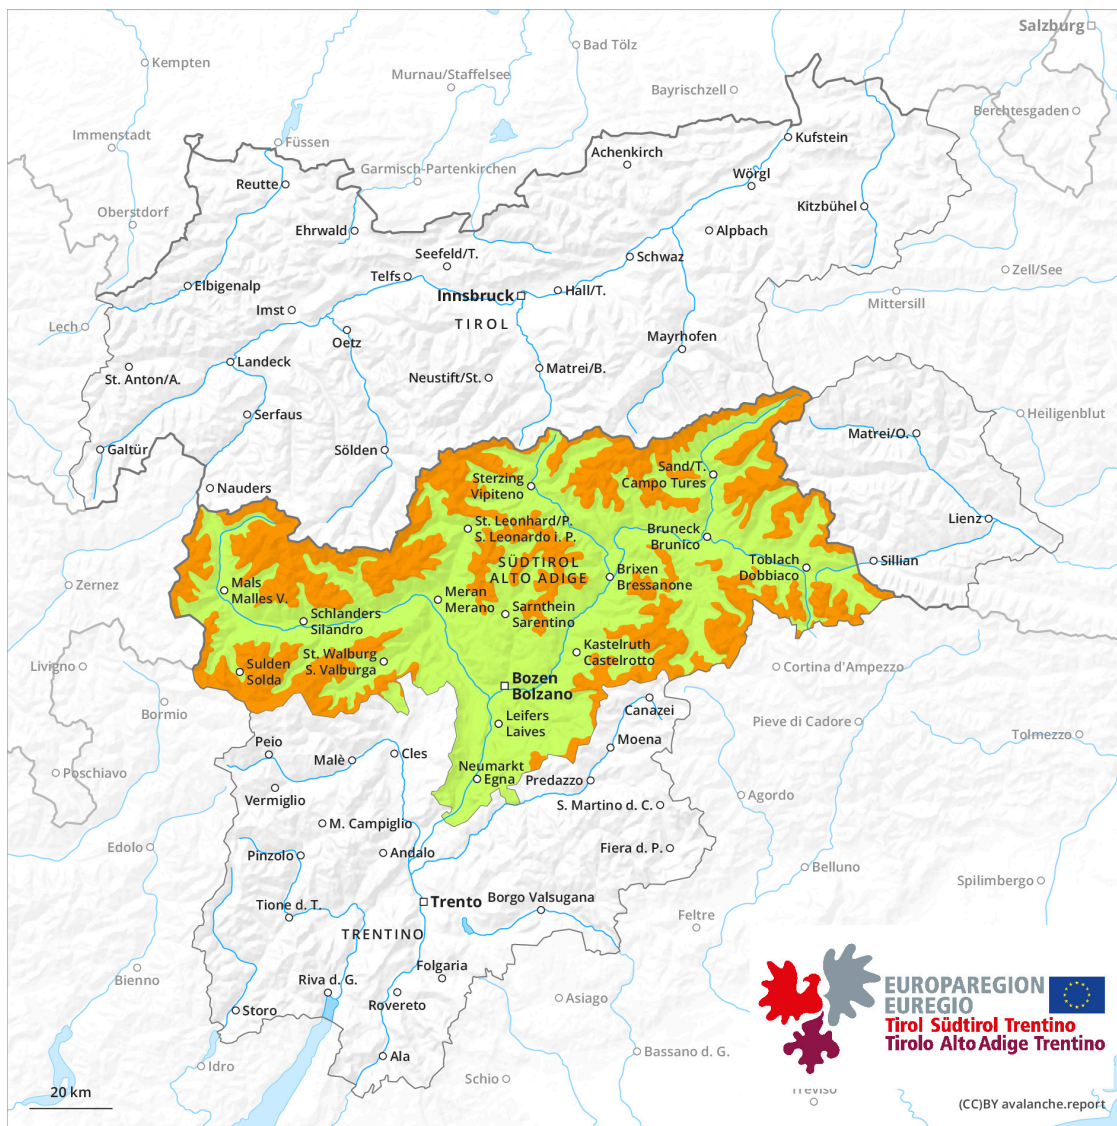 Salzburg
Bad Tölz
Kempten
Murnau/Staffelsee
Bayrischzell
Berchtesgaden
Immenstadt
Füssen
Kufstein
Achenkirch
Garmisch-Partenkirchen
Wörgl
Reutte
Kitzbühel
Oberstdorf
Ehrwald
Alpbach
Seefeld/T.
Schwaz
Zell/See
Telfs
Elbigenalp
Innsbruck
Hall/T.
Mittersill
Imst
TIROL
Lech
Oetz
Mayrhofen
Landeck
Matrei/B.
St. Anton/A.
Neustift/St.
Serfaus
Heiligenblut
Matrei/O.
Galtür
Sölden
Sand/T.
Campo Tures
Sterzing
Vipiteno
Nauders
Lienz
St. Leonhard/P.
S. Leonardo i. P.
Bruneck
Brunico
SÜDTIROL
ALTO ADIGE
Toblach
Dobbiaco
Sillian
Brixen
Bressanone
Zernez
Mals
Malles V.
Meran
Merano
Sarnthein
Sarentino
Schlanders
Silandro
Kastelruth
Castelrotto
St. Walburg
S. Valburga
Livigno
Sulden
Solda
Cortina d'Ampezzo
Bozen
Bolzano
Bormio
Canazei
Leifers
Laives
Pieve di Cadore
Tolmezzo
Peio
Moena
Cles
Malè
Neumarkt
Egna
Predazzo
Poschiavo
Vermiglio
Agordo
S. Martino d. C.
M. Campiglio
Edolo
Pinzolo
Andalo
Fiera d. P.
Belluno
Spilimbergo
Trento
Borgo Valsugana
Tione d. T.
Feltre
TRENTINO
Bienno
Riva d. G.
Folgaria
Rovereto
Asiago
Storo
EUROPAREGION
EUREGIO
Tirol Südtirol Trentino
Tirolo Alto Adige Trentino
Ala
Bassano d. G.
Idro
Schio
Treviso
20 km
(CC)BY avalanche.report